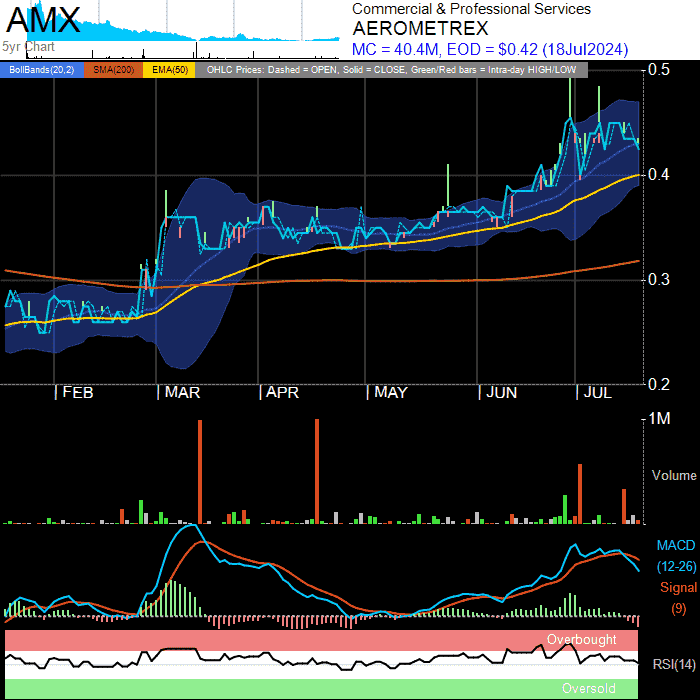 AMX
5yr Chart
Commercial & Professional Services
AEROMETREX
MC = 40.4M, EOD = $0.42 (18Jul2024)
BollBands(20,2) SMA(200) EMA(50) OHLC Prices: Dashed = OPEN, Solid = CLOSE, Green/Red bars = Intra-day HIGH/LOW
0.5
0.4
0.3
0.2
FEB MAR APR MAY JUN JUL
1M
Volume
MACD
(12-26)
Signal
(9)
Overbought
RSI(14)
Oversold